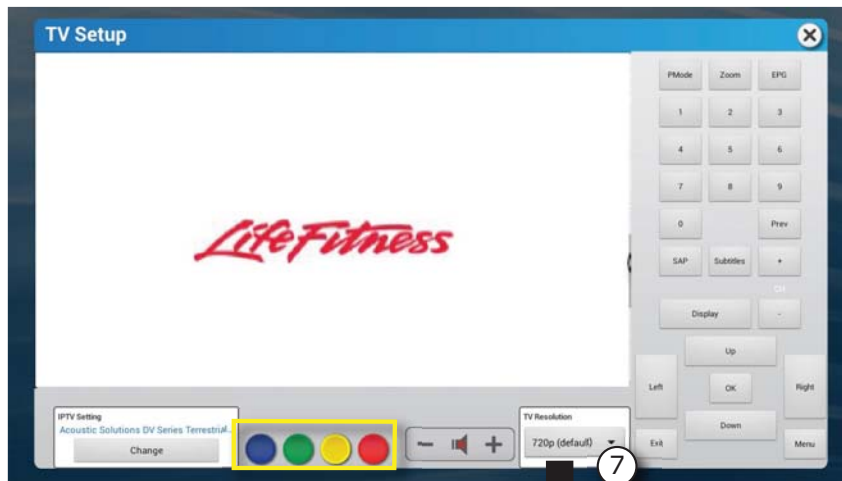 TV Setup
PMode Zoom EPG
1 2 3
4 5 6
7 8 9
0 Prev
SAP Subtitles +
CH
Display -
Up
Left OK Right
Down
Exit Menu
Life Fitness
IPTV Setting
Acoustic Solutions DV Series Terrestrial...
Change
TV Resolution
720p (default)
7